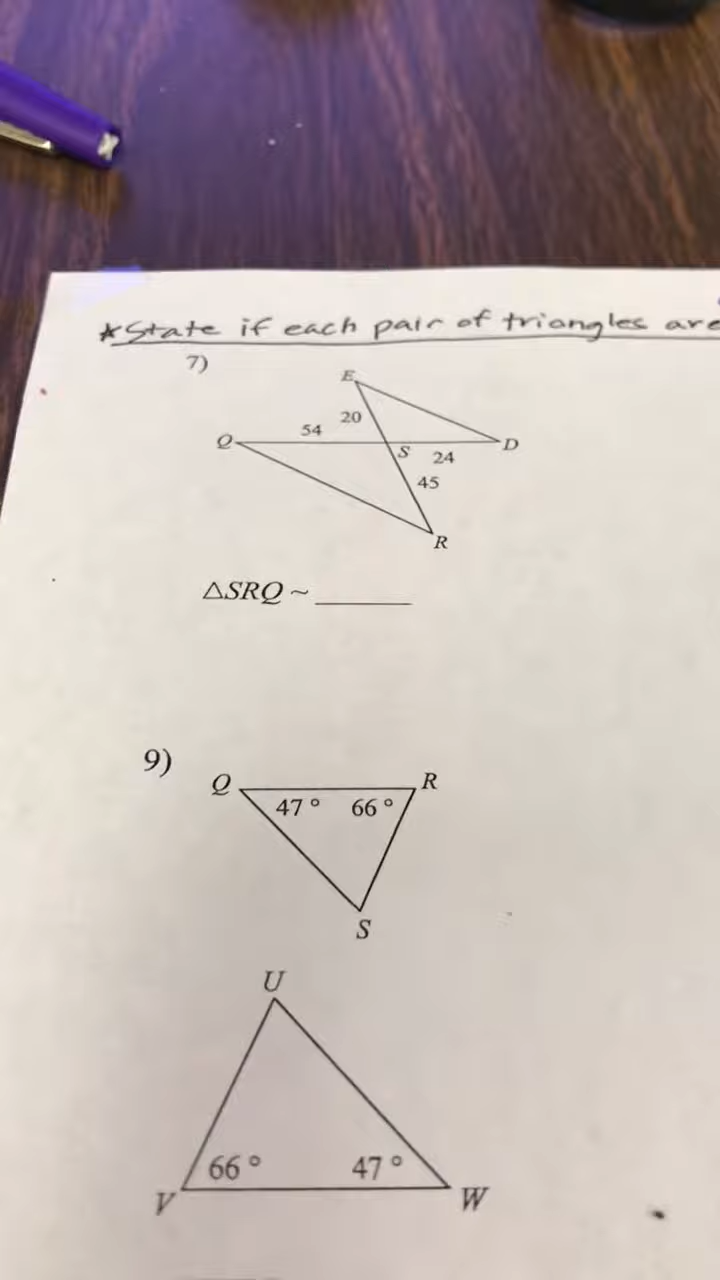 *State if each pair of triangles are
7)
E
20
54
Q
S
24
D
45
R
△SRQ ~ ______
9)
Q
R
47°
66°
S
U
66°
47°
V
W